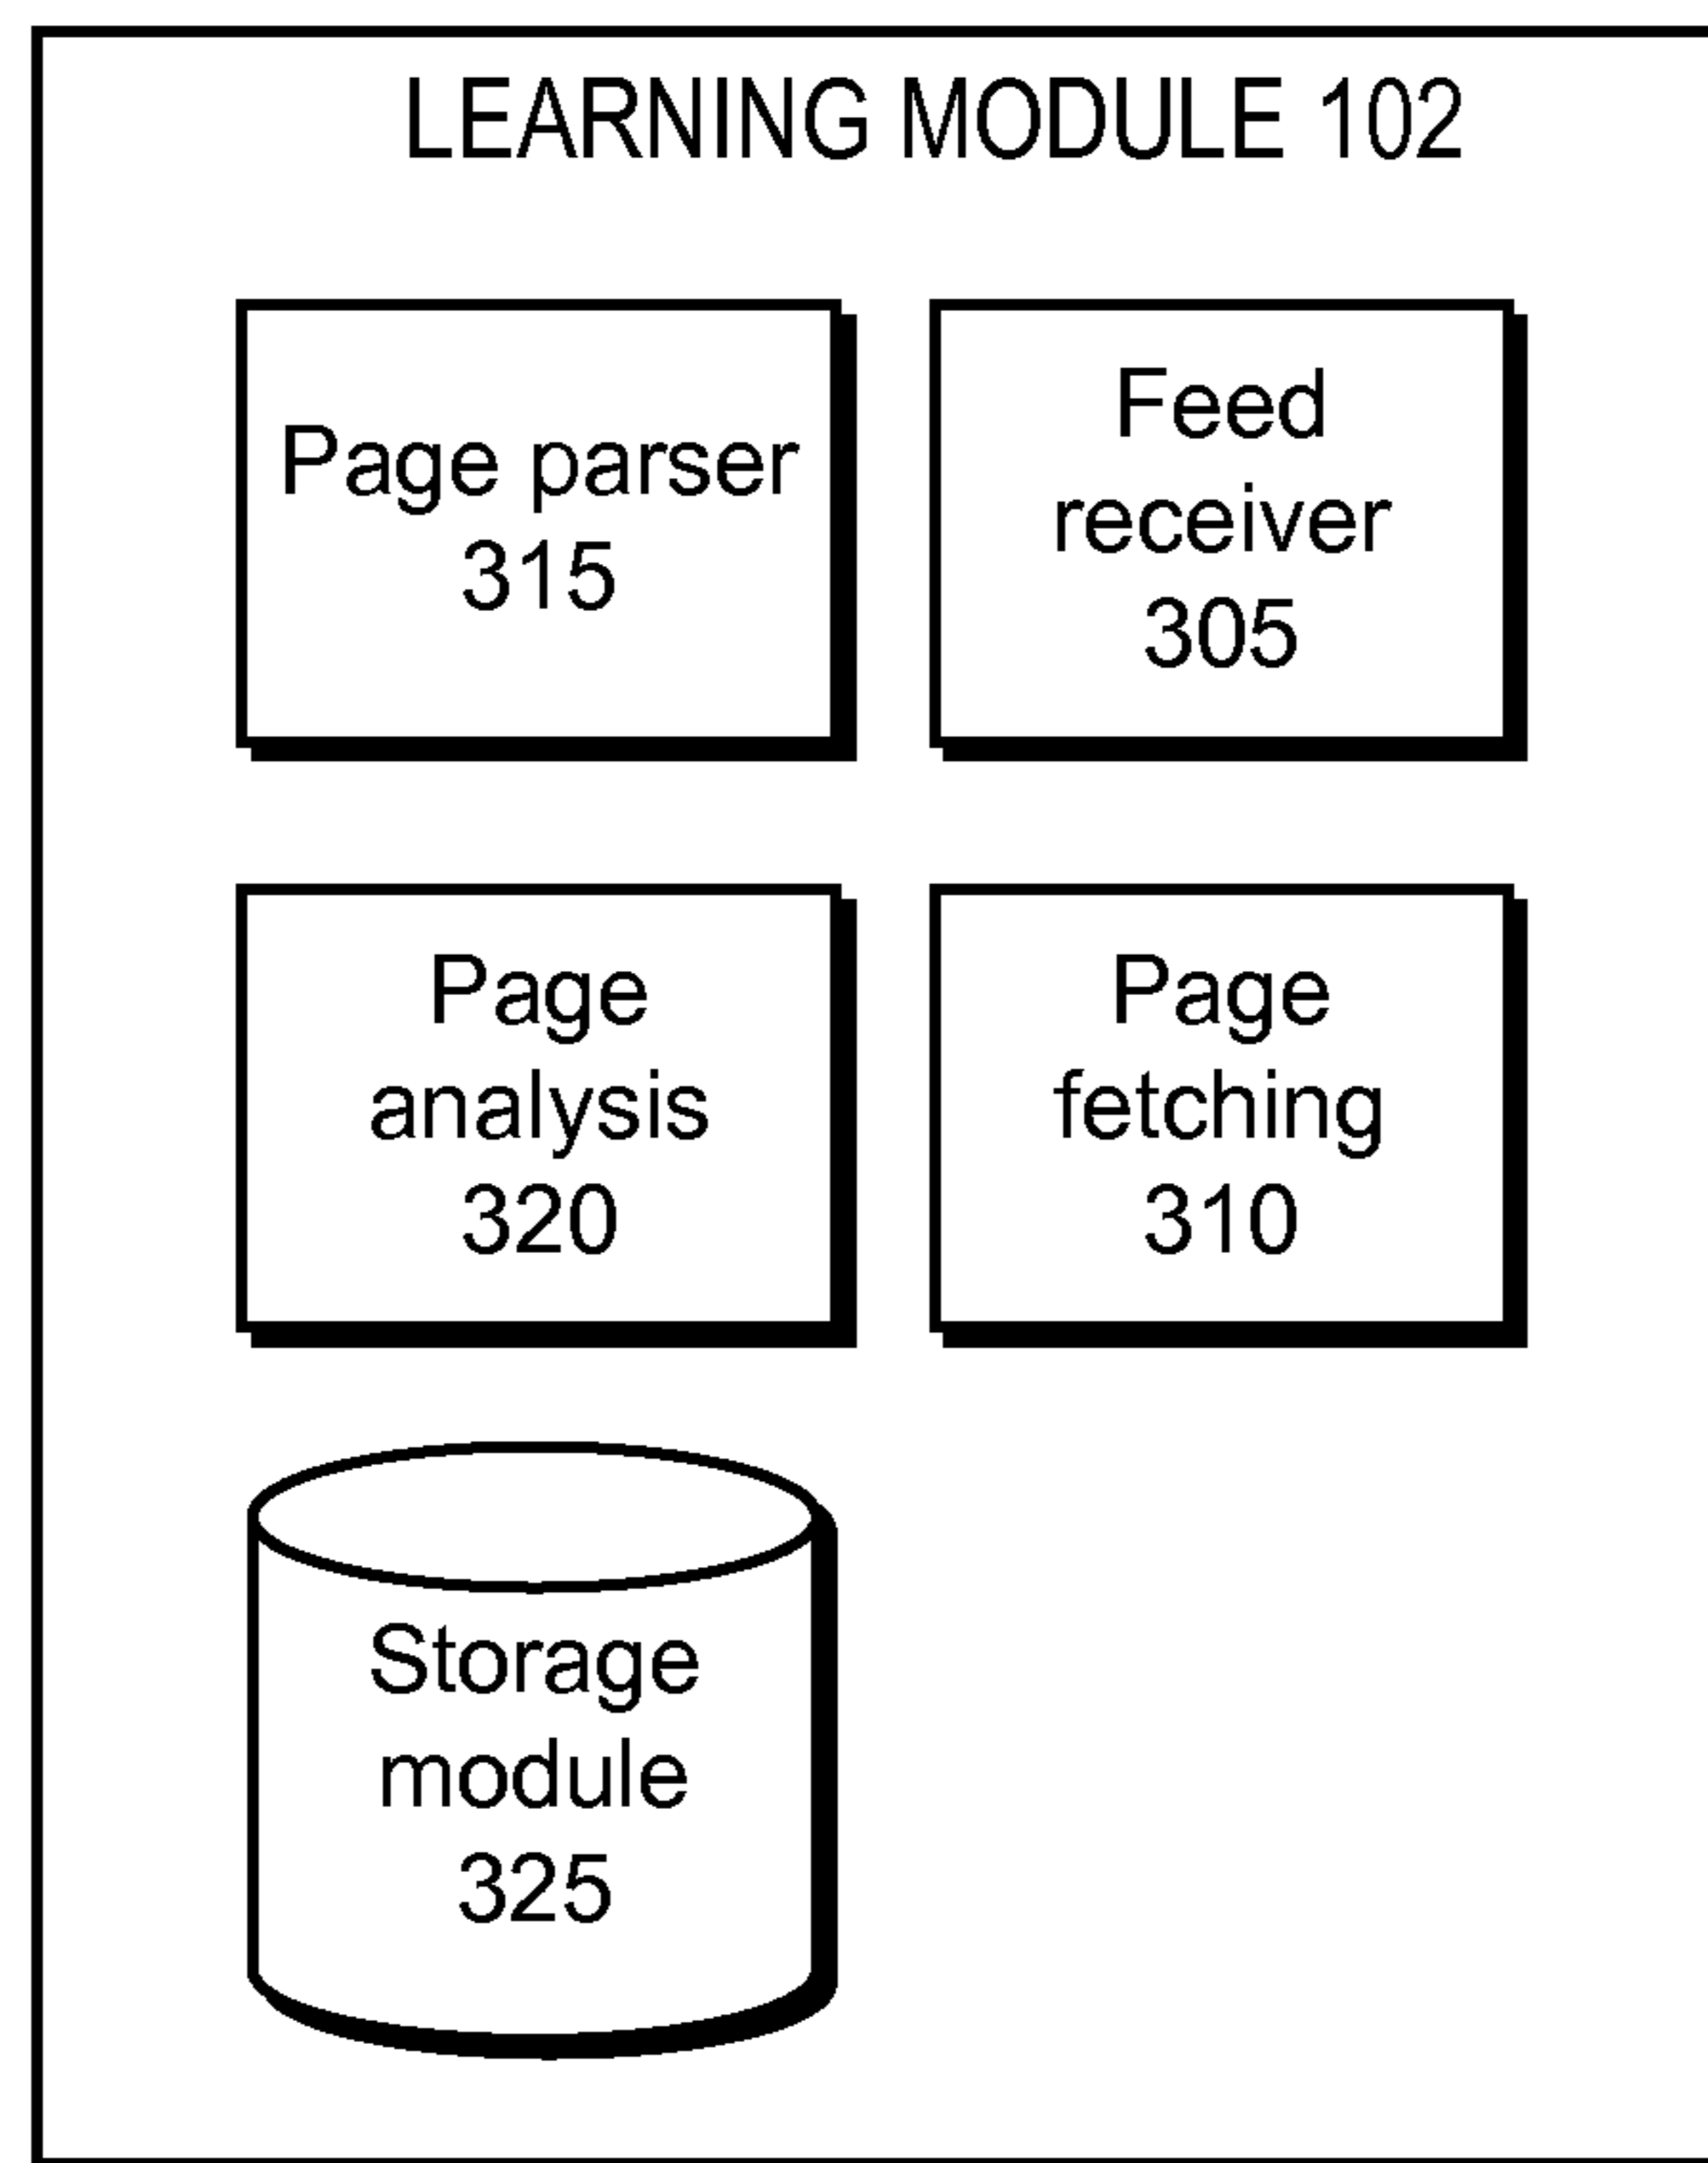 LEARNING MODULE 102
Page parser
315
Feed
receiver
305
Page
analysis
320
Page
fetching
310
Storage
module
325